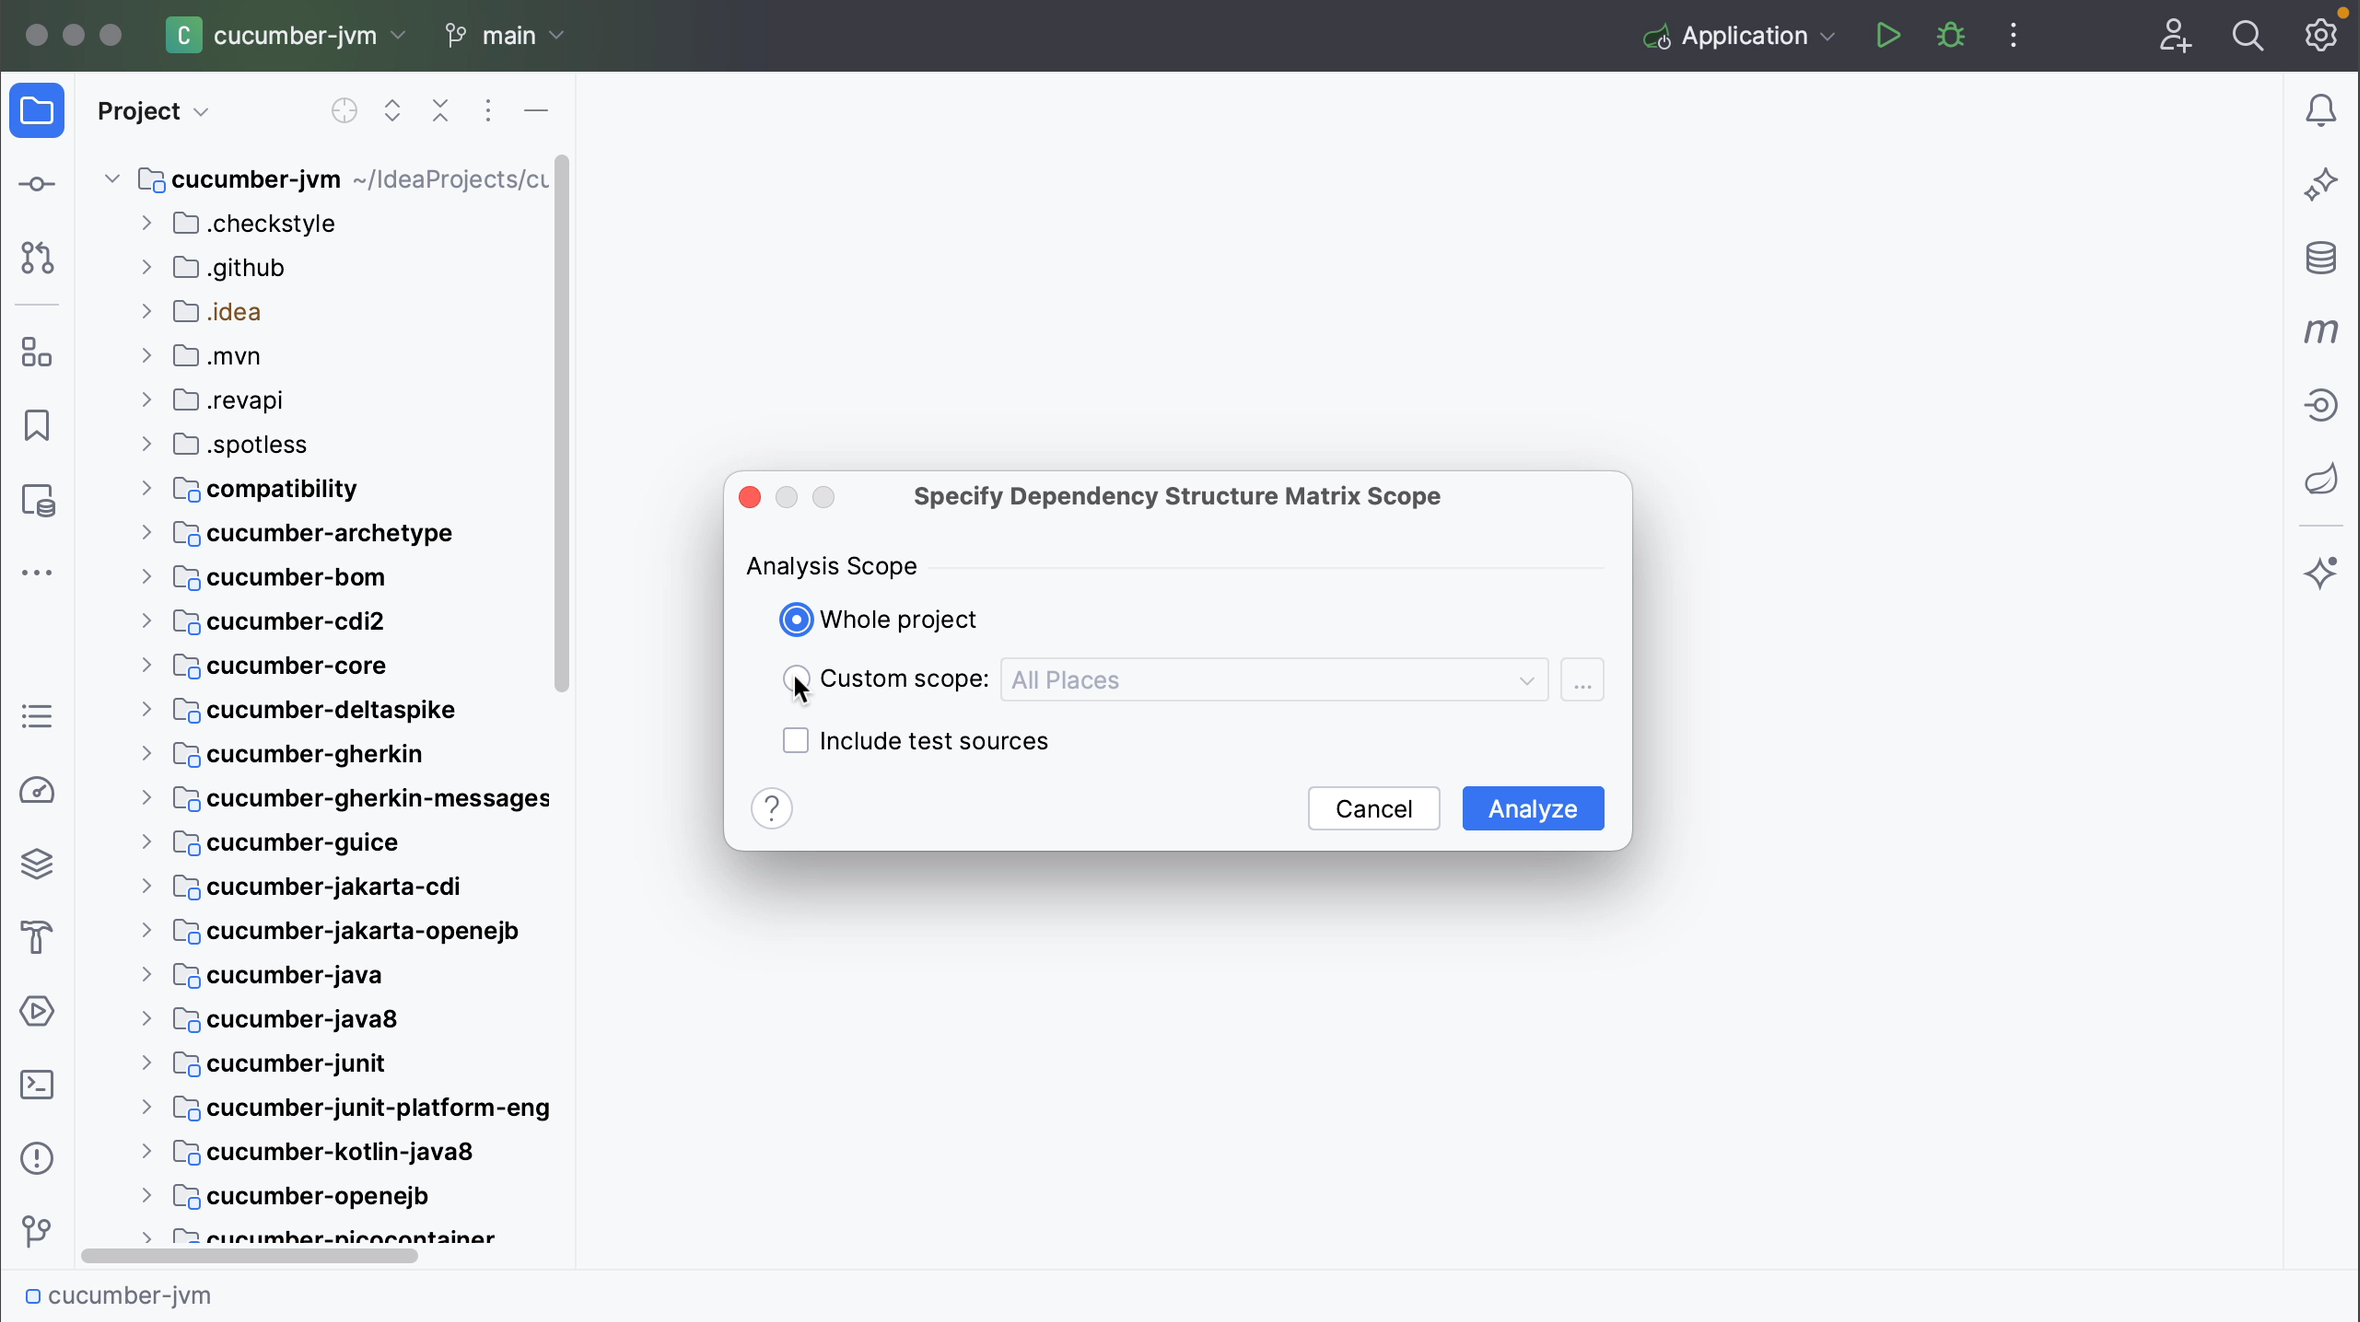 C cucumber-jvm main Application
Project
cucumber-jvm ~/IdeaProjects/cu
.checkstyle
.github
.idea
.mvn
.revapi
.spotless
compatibility
cucumber-archetype
cucumber-bom
cucumber-cdi2
cucumber-core
cucumber-deltaspike
cucumber-gherkin
cucumber-gherkin-messages
cucumber-guice
cucumber-jakarta-cdi
cucumber-jakarta-openejb
cucumber-java
cucumber-java8
cucumber-junit
cucumber-junit-platform-eng
cucumber-kotlin-java8
cucumber-openejb
cucumber-picocontainer
cucumber-jvm
Specify Dependency Structure Matrix Scope
Analysis Scope
Whole project
Custom scope: All Places ...
Include test sources
? Cancel Analyze
m